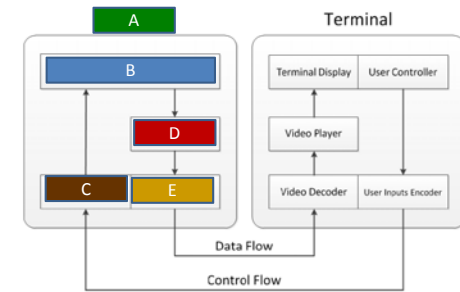 A
Terminal
B
Terminal Display
User Controller
D
Video Player
C
E
Video Decoder
User Inputs Encoder
Data Flow
Control Flow